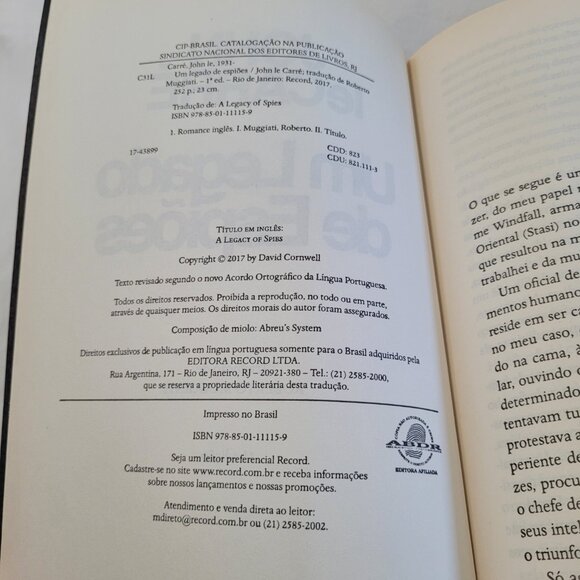 CIP-BRASIL. CATALOGAÇÃO NA PUBLICAÇÃO
SINDICATO NACIONAL DOS EDITORES DE LIVROS, RJ
Carré, John le, 1931-
C31L Um legado de espiões / John le Carré; tradução de Roberto
Muggiati. – 1ª ed. – Rio de Janeiro: Record, 2017.
252 p.; 23 cm.
Tradução de: A Legacy of Spies
ISBN 978-85-01-11115-9
1. Romance inglês. I. Muggiati, Roberto. II. Título.
17-43899
CDD: 823
CDU: 821.111-3
TÍTULO EM INGLÊS:
A LEGACY OF SPIES
Copyright © 2017 by David Cornwell
Texto revisado segundo o novo Acordo Ortográfico da Língua Portuguesa.
Todos os direitos reservados. Proibida a reprodução, no todo ou em parte,
através de quaisquer meios. Os direitos morais do autor foram assegurados.
Composição de miolo: Abreu's System
Direitos exclusivos de publicação em língua portuguesa somente para o Brasil adquiridos pela
EDITORA RECORD LTDA.
Rua Argentina, 171 – Rio de Janeiro, RJ – 20921-380 – Tel.: (21) 2585-2000,
que se reserva a propriedade literária desta tradução.
Impresso no Brasil
ISBN 978-85-01-11115-9
Seja um leitor preferencial Record.
Cadastre-se no site www.record.com.br e receba informações
sobre nossos lançamentos e nossas promoções.
Atendimento e venda direta ao leitor:
mdireto@record.com.br ou (21) 2585-2002.
ABDR
EDITORA AFILIADA
O que se segue é um
zer, do meu papel n
me Windfall, arma
Oriental (Stasi) no
que resultou na m
trabalhei e da mu
Um oficial de
mentos humano
reside em ser ca
no meu caso,
do na cama, à
lar, ouvindo o
determinado
tentavam tu
protestava a
periente de
zes, procu
o chefe de
seus intel
o triunfo
Só a